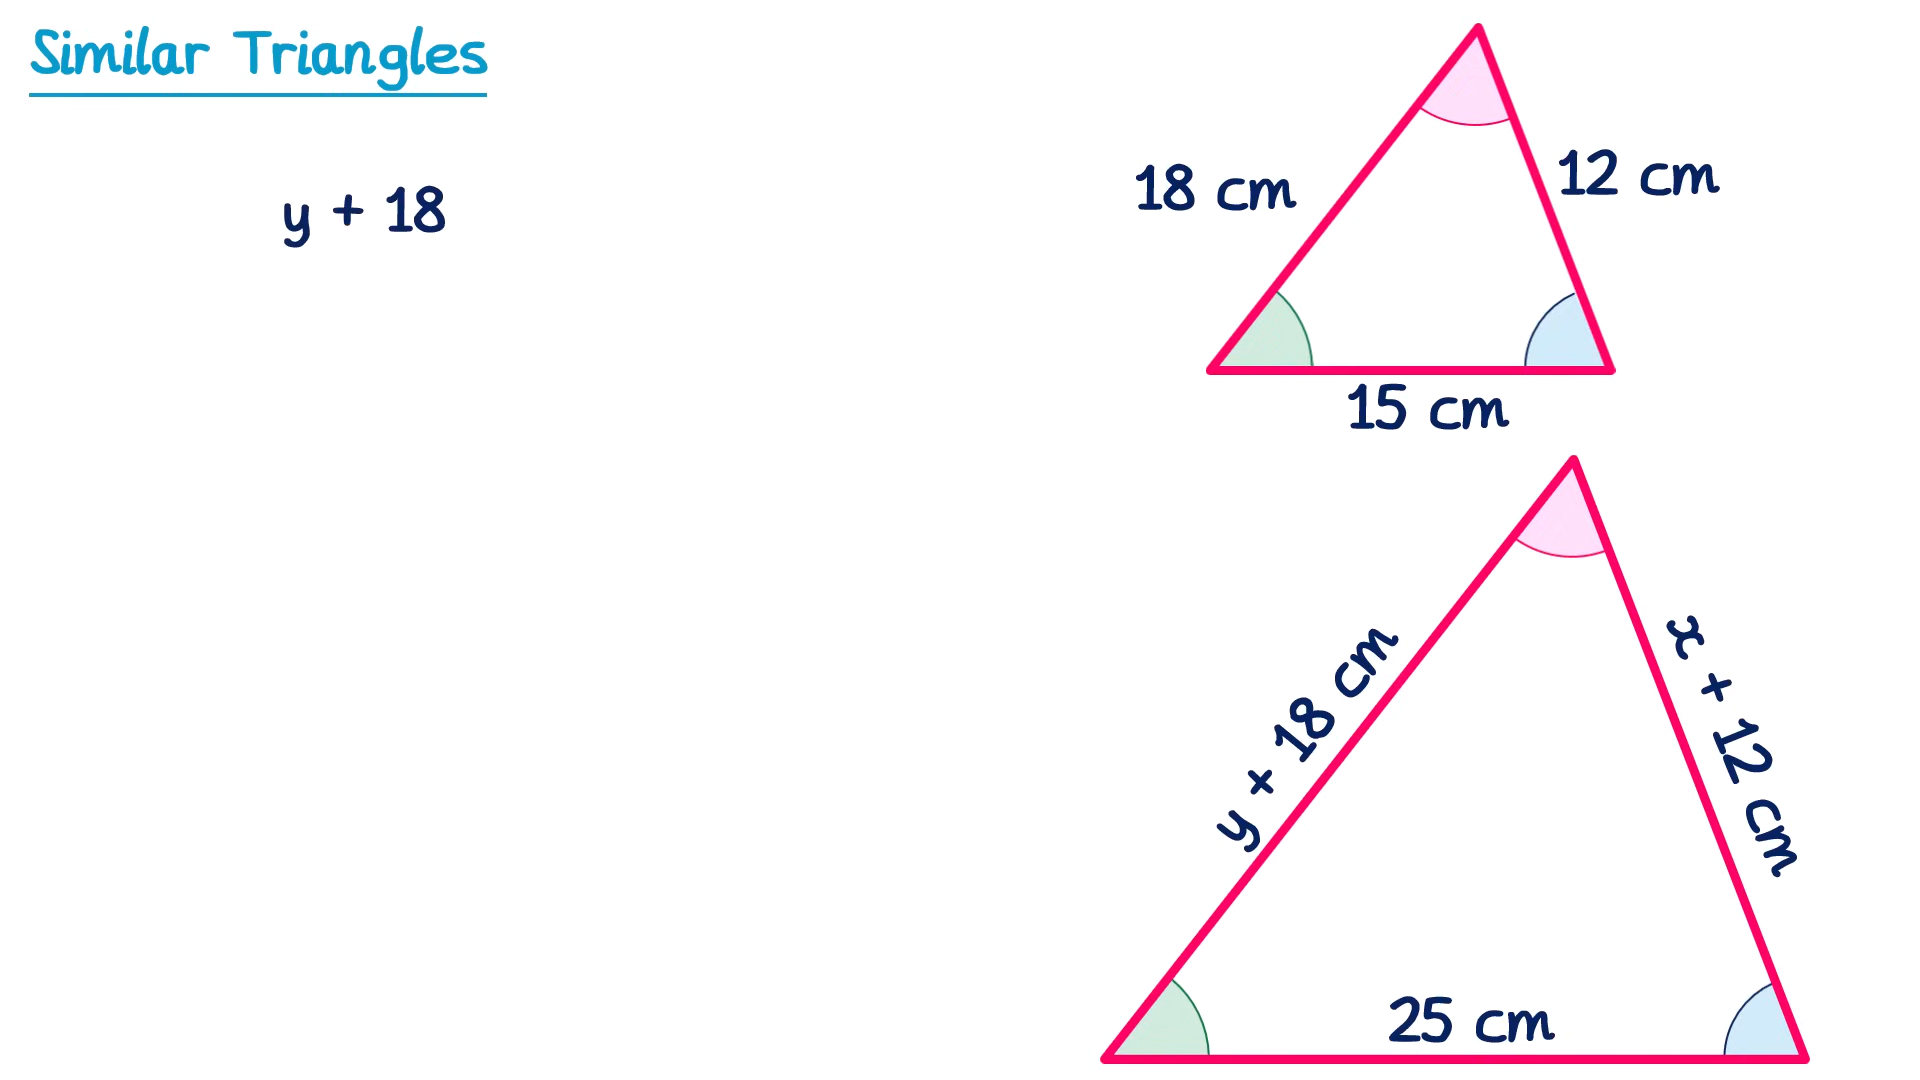 Similar Triangles
y + 18
18 cm
12 cm
15 cm
y + 18 cm
x + 12 cm
25 cm